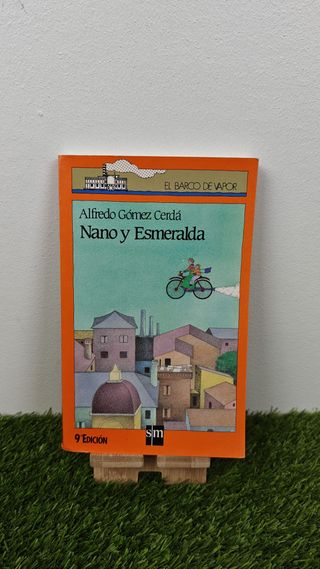 EL BARCO DE VAPOR
Alfredo Gómez Cerdá
Nano y Esmeralda
9ª EDICIÓN
sm